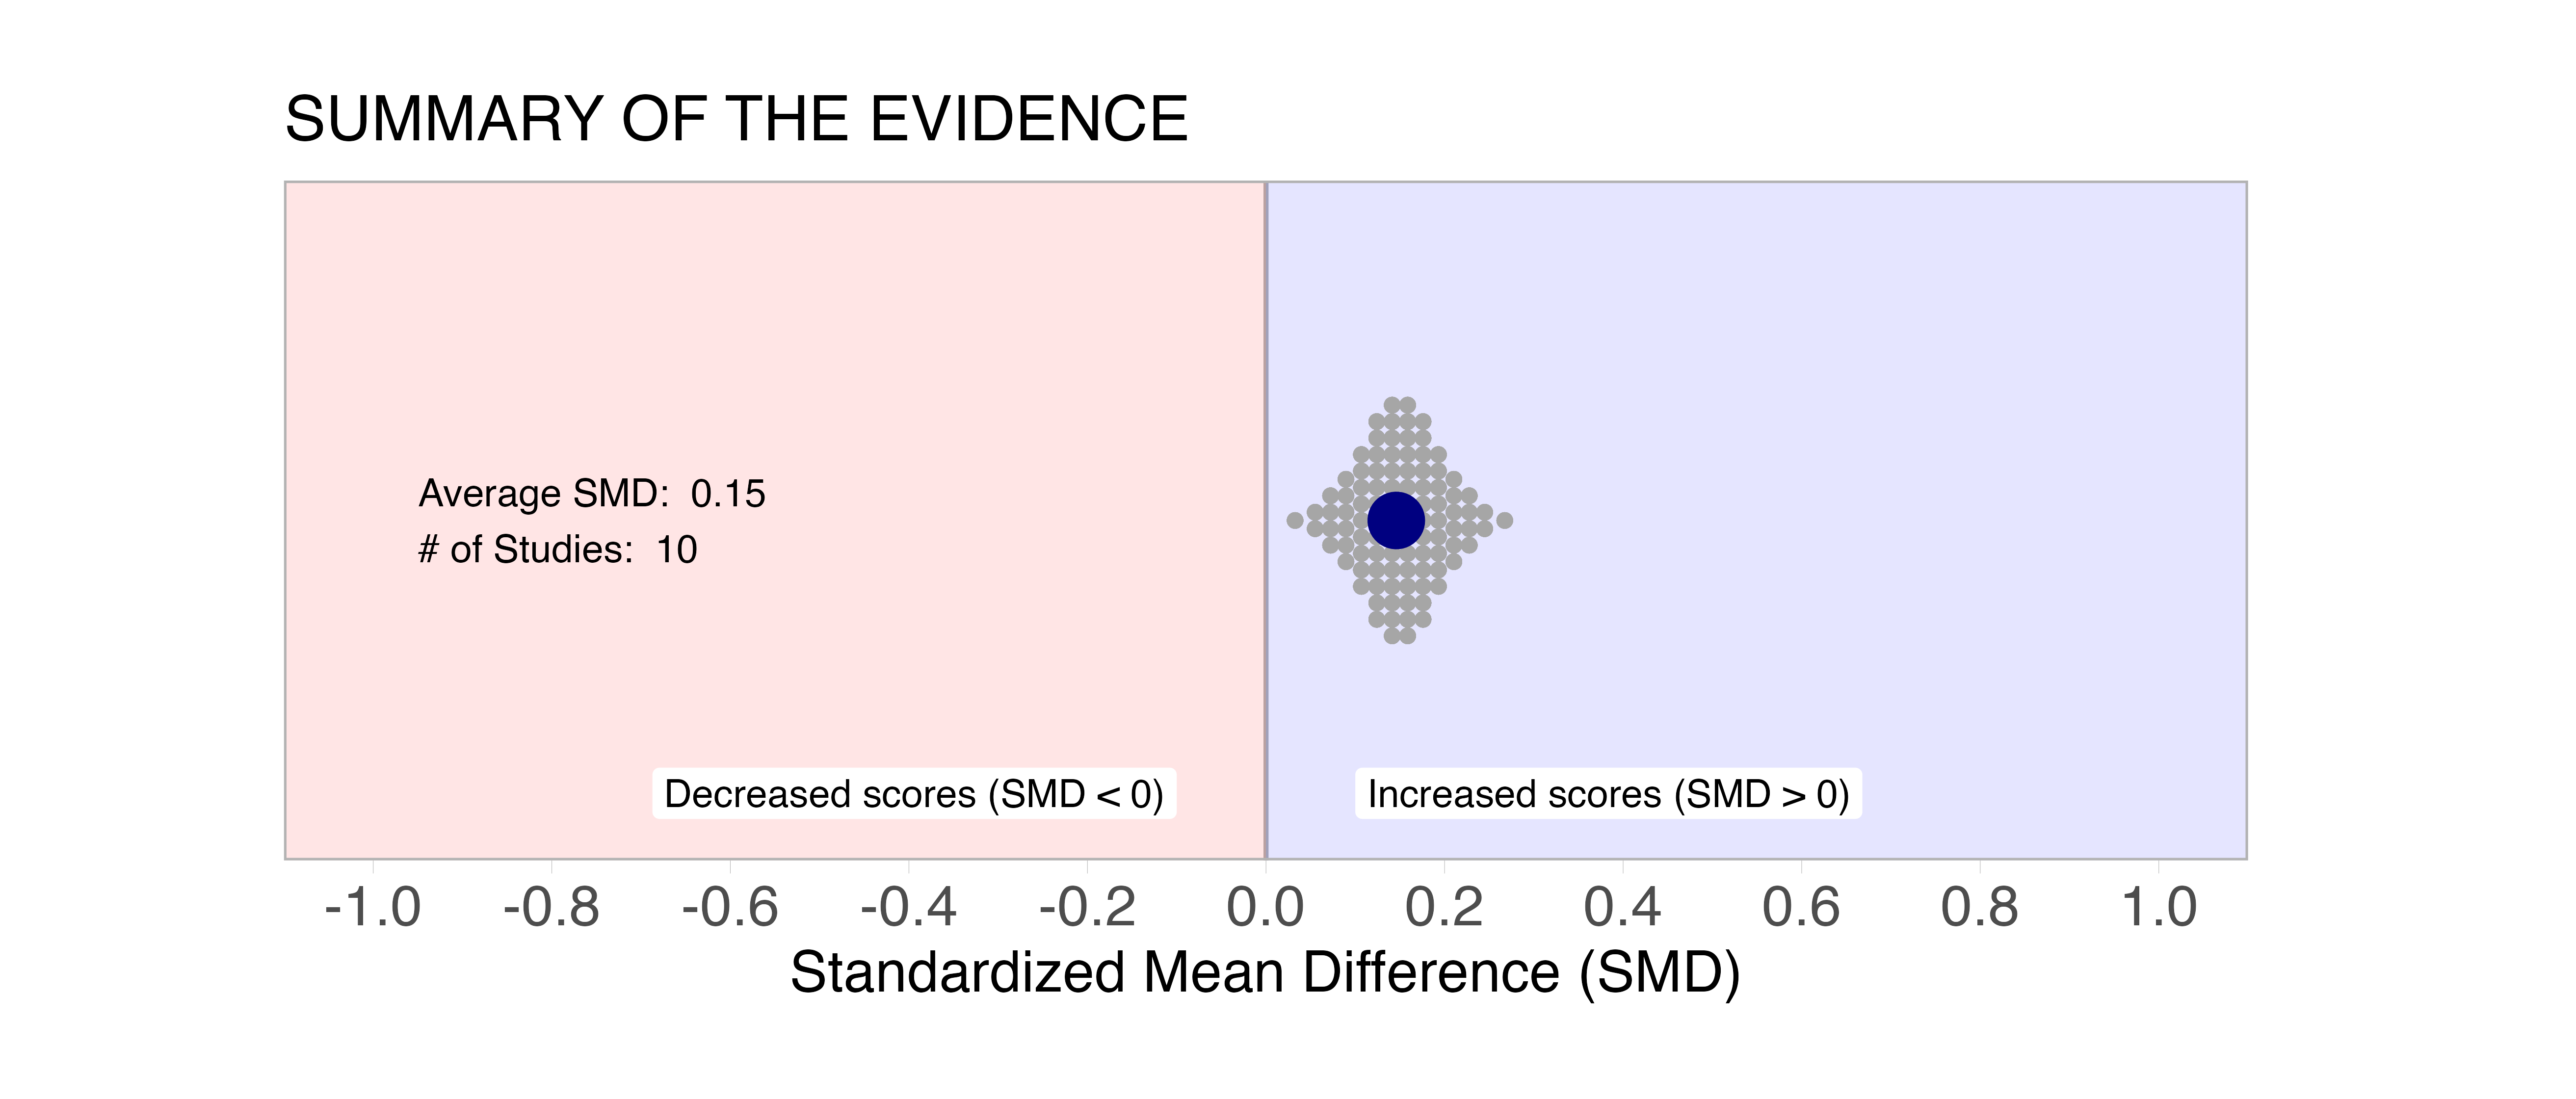 SUMMARY OF THE EVIDENCE
Average SMD: 0.15
# of Studies: 10
Decreased scores (SMD < 0)
Increased scores (SMD > 0)
-1.0 -0.8 -0.6 -0.4 -0.2 0.0 0.2 0.4 0.6 0.8 1.0
Standardized Mean Difference (SMD)